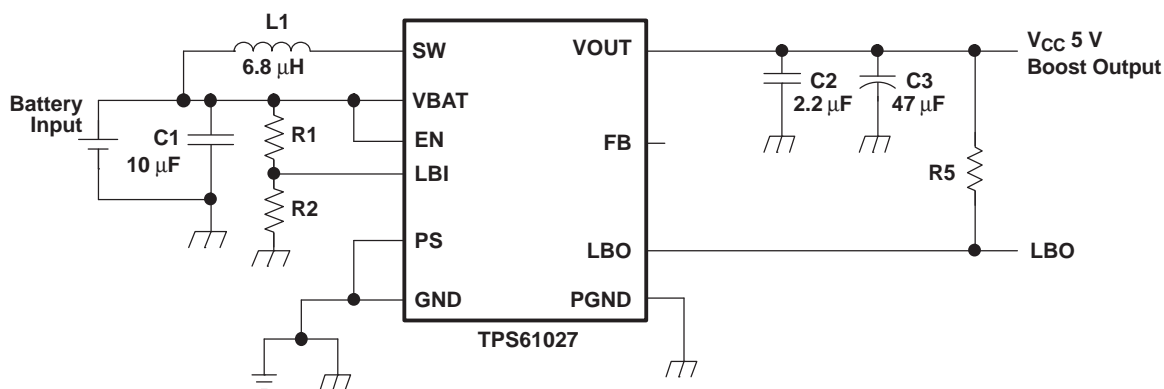 L1
6.8 μH
SW
VOUT
VCC 5 V
Boost Output
Battery
Input
C1
10 μF
R1
R2
VBAT
EN
LBI
PS
GND
FB
LBO
PGND
C2
2.2 μF
C3
47 μF
R5
LBO
TPS61027